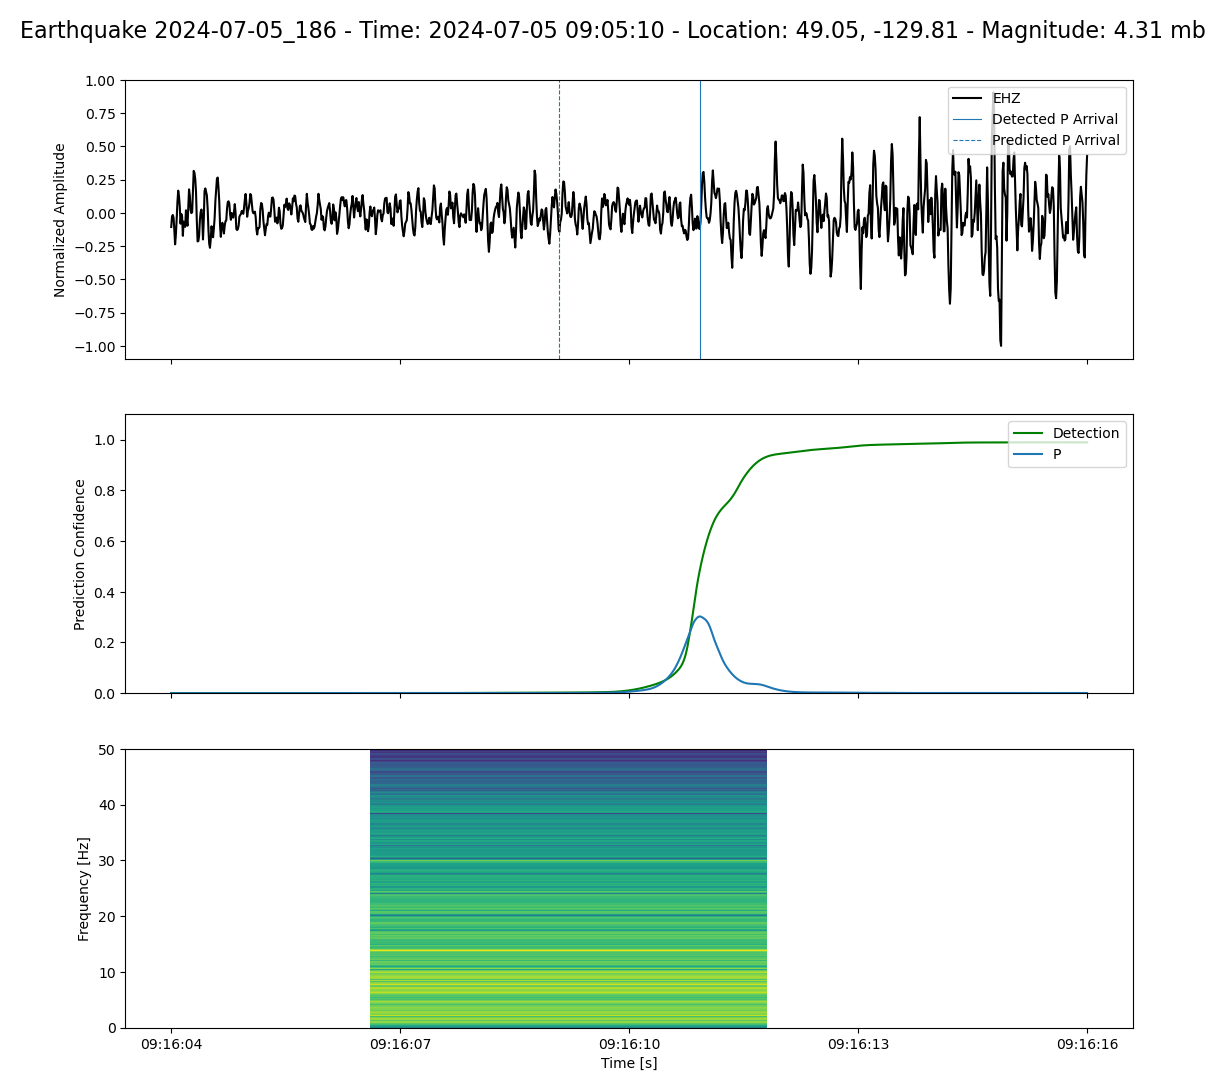 Earthquake 2024-07-05_186 - Time: 2024-07-05 09:05:10 - Location: 49.05, -129.81 - Magnitude: 4.31 mb
1.00
0.75
0.50
0.25
0.00
−0.25
−0.50
−0.75
−1.00
Normalized Amplitude
EHZ
Detected P Arrival
Predicted P Arrival
1.0
0.8
0.6
0.4
0.2
0.0
Prediction Confidence
Detection
P
50
40
30
20
10
0
Frequency [Hz]
09:16:04 09:16:07 09:16:10 09:16:13 09:16:16
Time [s]